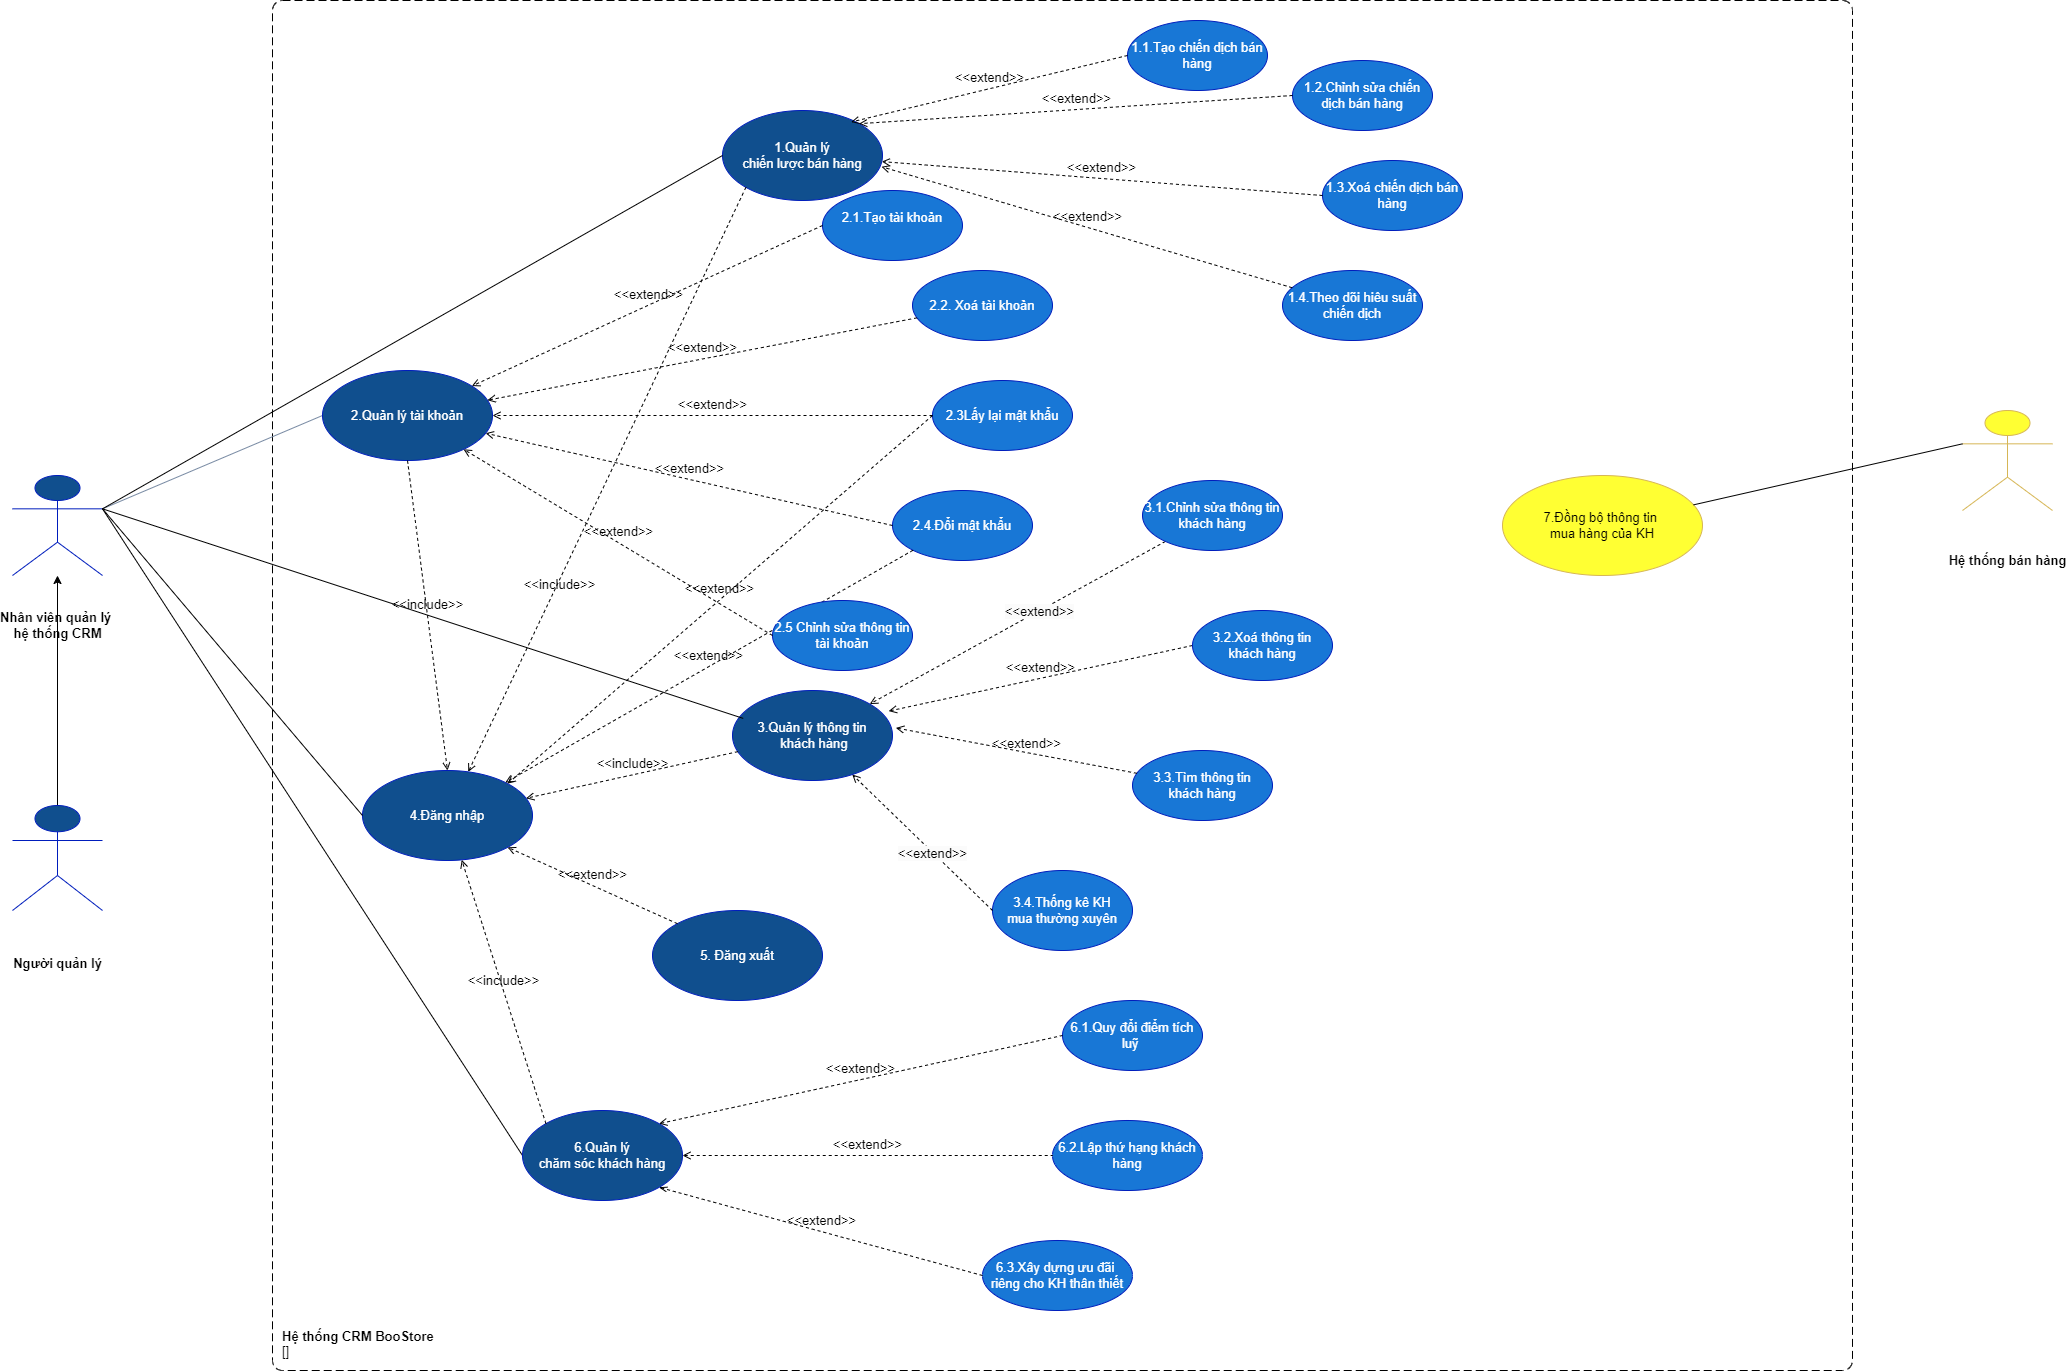 1.1.Tạo chiến dịch bán
hàng
<<extend>>
1.2.Chỉnh sửa chiến
dịch bán hàng
<<extend>>
1.Quản lý
chiến lược bán hàng
<<extend>>
1.3.Xoá chiến dịch bán
hàng
<<extend>>
2.1.Tạo tài khoản
<<extend>>
1.4.Theo dõi hiêu suất
chiến dịch
2.2. Xoá tài khoản
<<extend>>
<<extend>>
2.Quản lý tài khoản
2.3Lấy lại mật khẩu
<<extend>>
2.4.Đổi mật khẩu
3.1.Chỉnh sửa thông tin
khách hàng
7.Đồng bộ thông tin
mua hàng của KH
Hệ thống bán hàng
<<extend>>
<<include>>
<<extend>>
<<include>>
<<extend>>
Nhân viên quản lý
hệ thống CRM
2.5 Chỉnh sửa thông tin
tài khoản
3.2.Xoá thông tin
khách hàng
<<extend>>
<<extend>>
3.Quản lý thông tin
khách hàng
<<extend>>
<<include>>
3.3.Tìm thông tin
khách hàng
4.Đăng nhập
<<extend>>
<<extend>>
3.4.Thống kê KH
mua thường xuyên
5. Đăng xuất
Người quản lý
<<include>>
6.1.Quy đổi điểm tích
luỹ
<<extend>>
6.Quản lý
chăm sóc khách hàng
<<extend>>
6.2.Lập thứ hạng khách
hàng
<<extend>>
6.3.Xây dựng ưu đãi
riêng cho KH thân thiết
Hệ thống CRM BooStore
[]